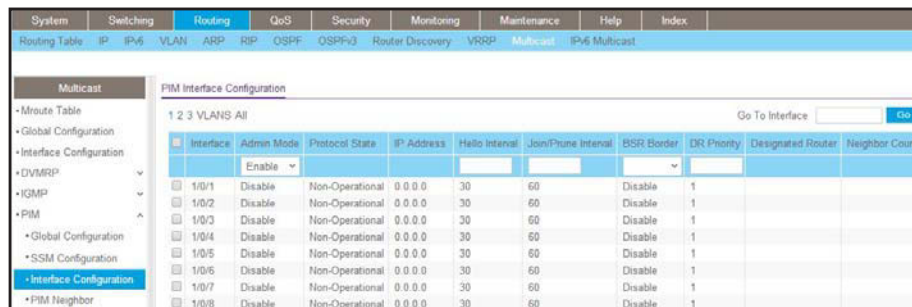 System Switching Routing QoS Security Monitoring Maintenance Help Index
Routing Table IP IPv6 VLAN ARP RIP OSPF OSPFv3 Router Discovery VRRP Multicast IPv6 Multicast
Multicast
• Mroute Table
• Global Configuration
• Interface Configuration
• DVMRP
• IGMP
• PIM
• Global Configuration
• SSM Configuration
• Interface Configuration
• PIM Neighbor
PIM Interface Configuration
1 2 3 VLANS All Go To Interface Go
Interface Admin Mode Protocol State IP Address Hello Interval Join/Prune Interval BSR Border DR Priority Designated Router Neighbor Coun
Enable
1/0/1 Disable Non-Operational 0.0.0.0 30 60 Disable 1
1/0/2 Disable Non-Operational 0.0.0.0 30 60 Disable 1
1/0/3 Disable Non-Operational 0.0.0.0 30 60 Disable 1
1/0/4 Disable Non-Operational 0.0.0.0 30 60 Disable 1
1/0/5 Disable Non-Operational 0.0.0.0 30 60 Disable 1
1/0/6 Disable Non-Operational 0.0.0.0 30 60 Disable 1
1/0/7 Disable Non-Operational 0.0.0.0 30 60 Disable 1
1/0/8 Disable Non-Operational 0.0.0.0 30 60 Disable 1